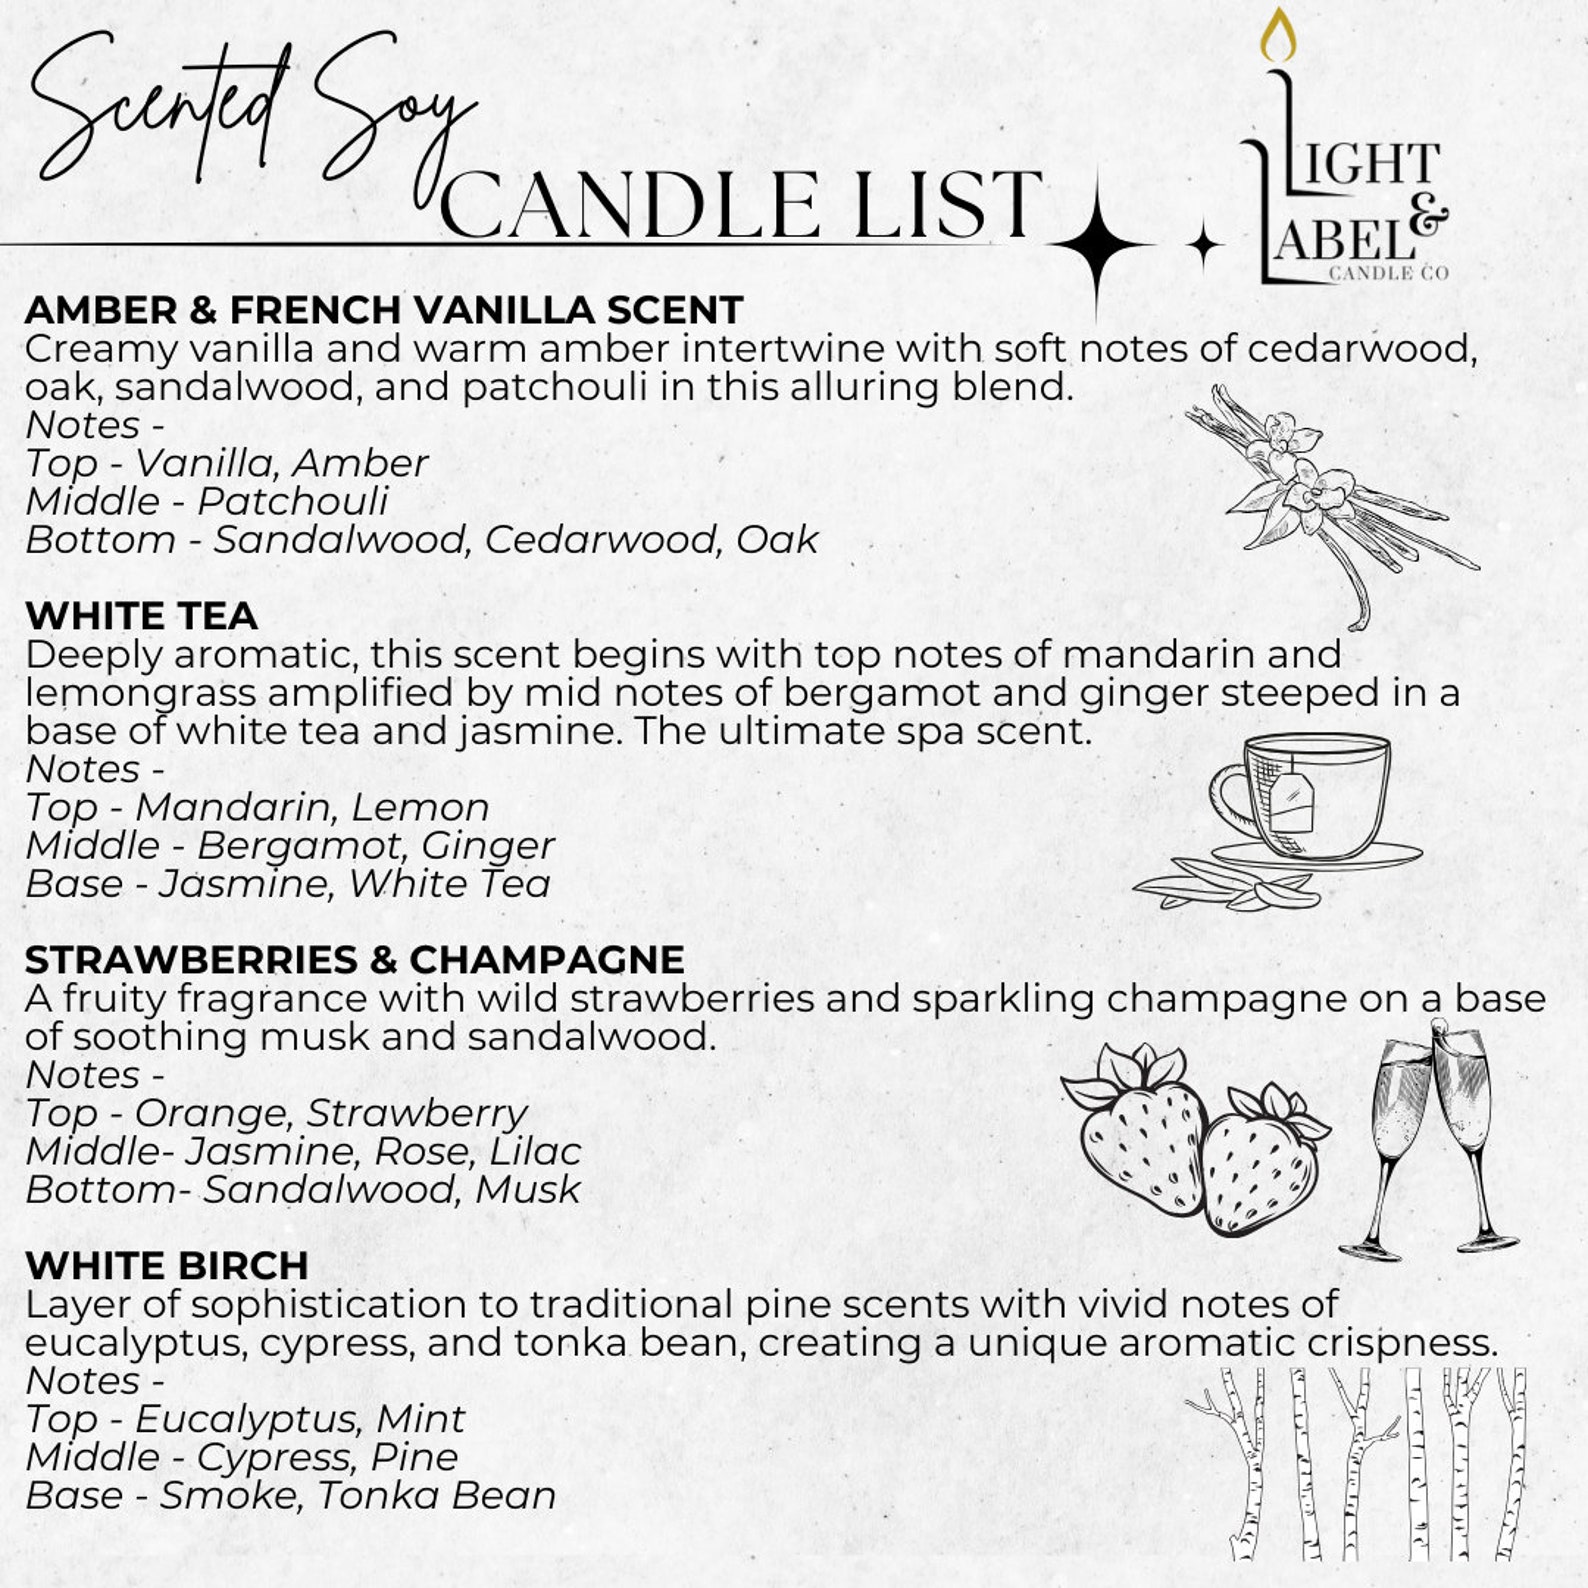 Scented Soy
CANDLE LIST
LIGHT
&
LABEL
CANDLE CO
AMBER & FRENCH VANILLA SCENT
Creamy vanilla and warm amber intertwine with soft notes of cedarwood,
oak, sandalwood, and patchouli in this alluring blend.
Notes -
Top - Vanilla, Amber
Middle - Patchouli
Bottom - Sandalwood, Cedarwood, Oak
WHITE TEA
Deeply aromatic, this scent begins with top notes of mandarin and
lemongrass amplified by mid notes of bergamot and ginger steeped in a
base of white tea and jasmine. The ultimate spa scent.
Notes -
Top - Mandarin, Lemon
Middle - Bergamot, Ginger
Base - Jasmine, White Tea
STRAWBERRIES & CHAMPAGNE
A fruity fragrance with wild strawberries and sparkling champagne on a base
of soothing musk and sandalwood.
Notes -
Top - Orange, Strawberry
Middle- Jasmine, Rose, Lilac
Bottom- Sandalwood, Musk
WHITE BIRCH
Layer of sophistication to traditional pine scents with vivid notes of
eucalyptus, cypress, and tonka bean, creating a unique aromatic crispness.
Notes -
Top - Eucalyptus, Mint
Middle - Cypress, Pine
Base - Smoke, Tonka Bean